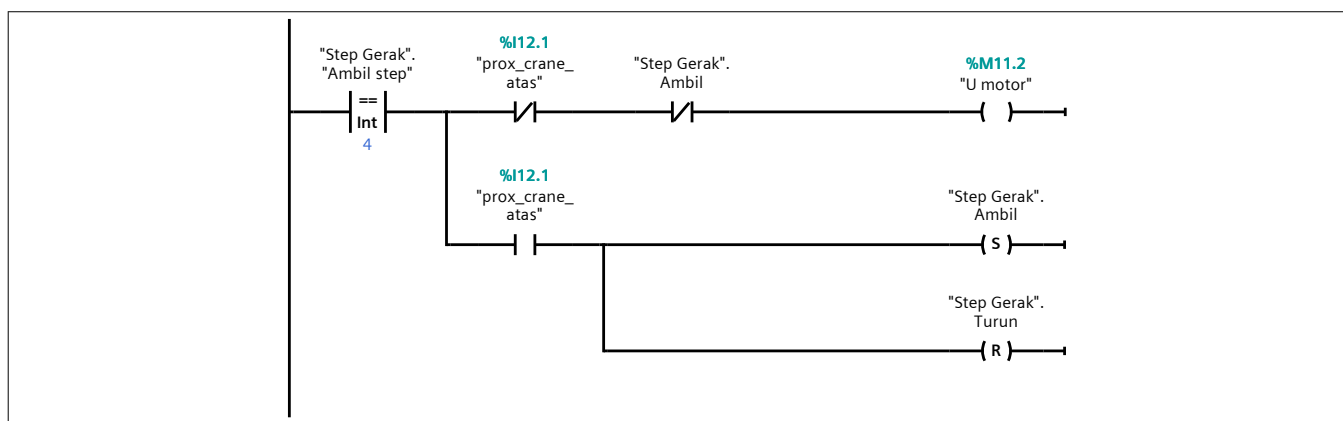 "Step Gerak".
"Ambil step"
==
Int
4
%I12.1
"prox_crane_
atas"
"Step Gerak".
Ambil
%M11.2
"U motor"
%I12.1
"prox_crane_
atas"
"Step Gerak".
Ambil
S
"Step Gerak".
Turun
R